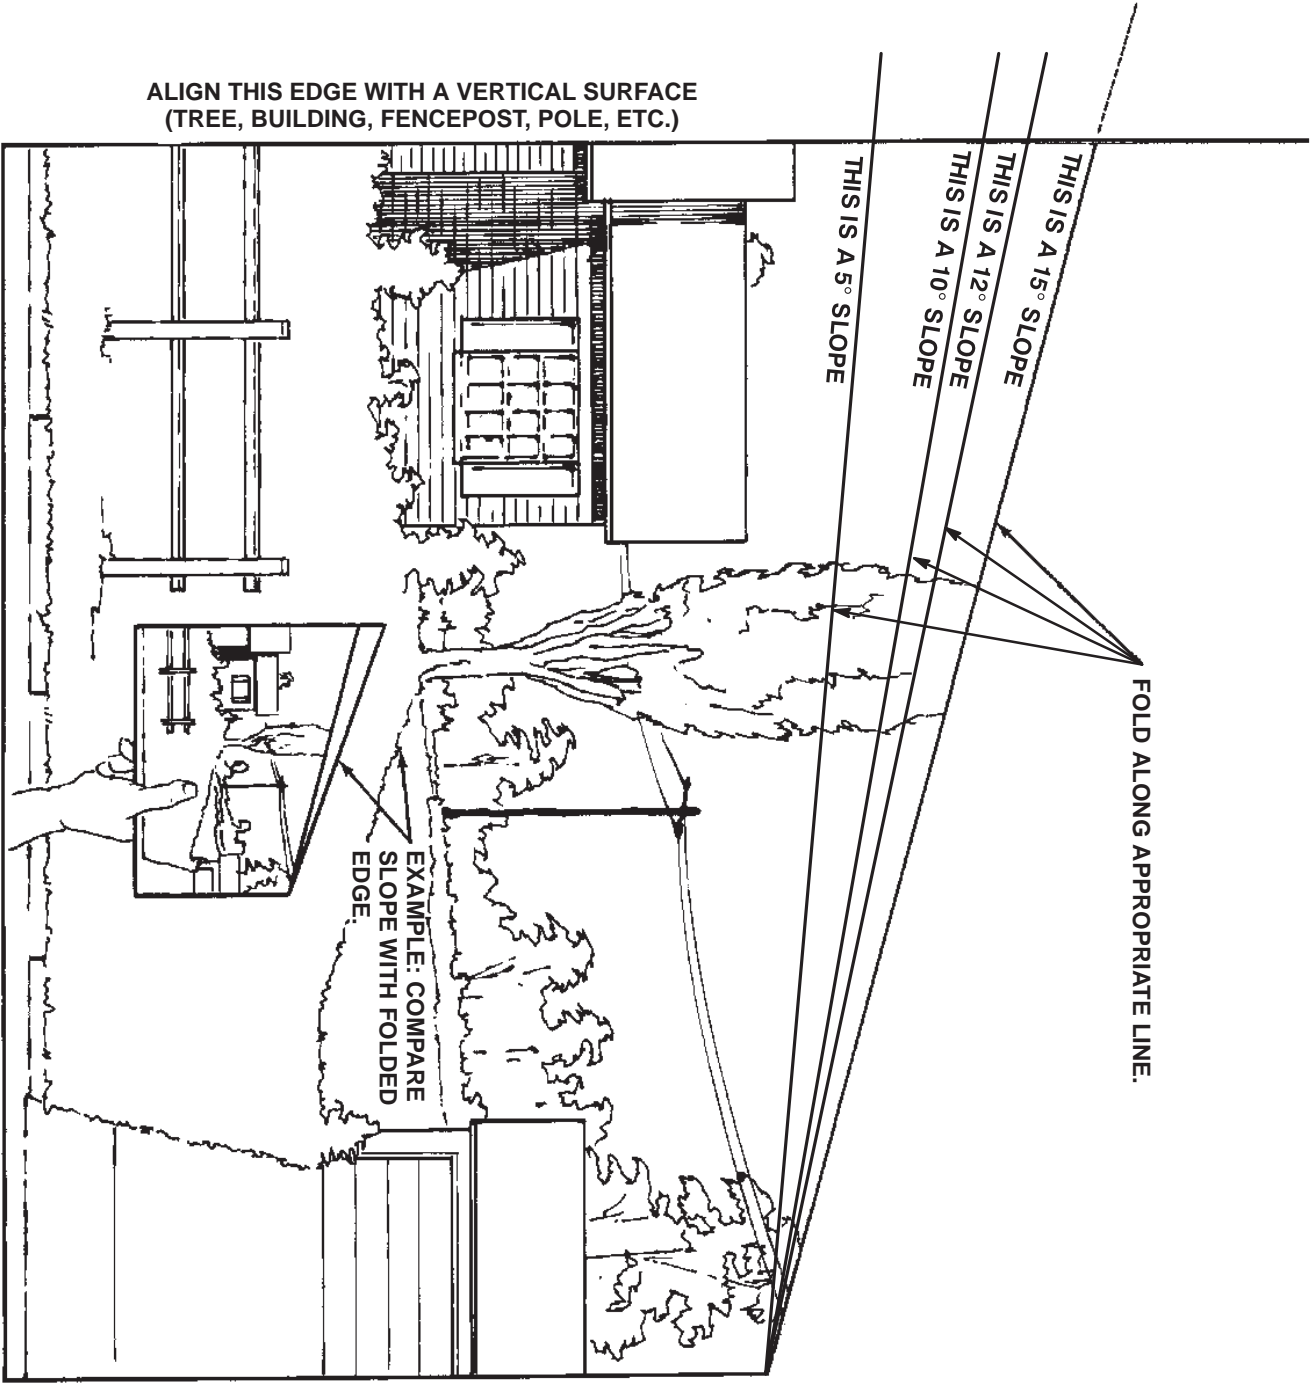 ALIGN THIS EDGE WITH A VERTICAL SURFACE
(TREE, BUILDING, FENCEPOST, POLE, ETC.)
THIS IS A 15° SLOPE
THIS IS A 12° SLOPE
THIS IS A 10° SLOPE
THIS IS A 5° SLOPE
FOLD ALONG APPROPRIATE LINE.
EXAMPLE: COMPARE
SLOPE WITH FOLDED
EDGE.